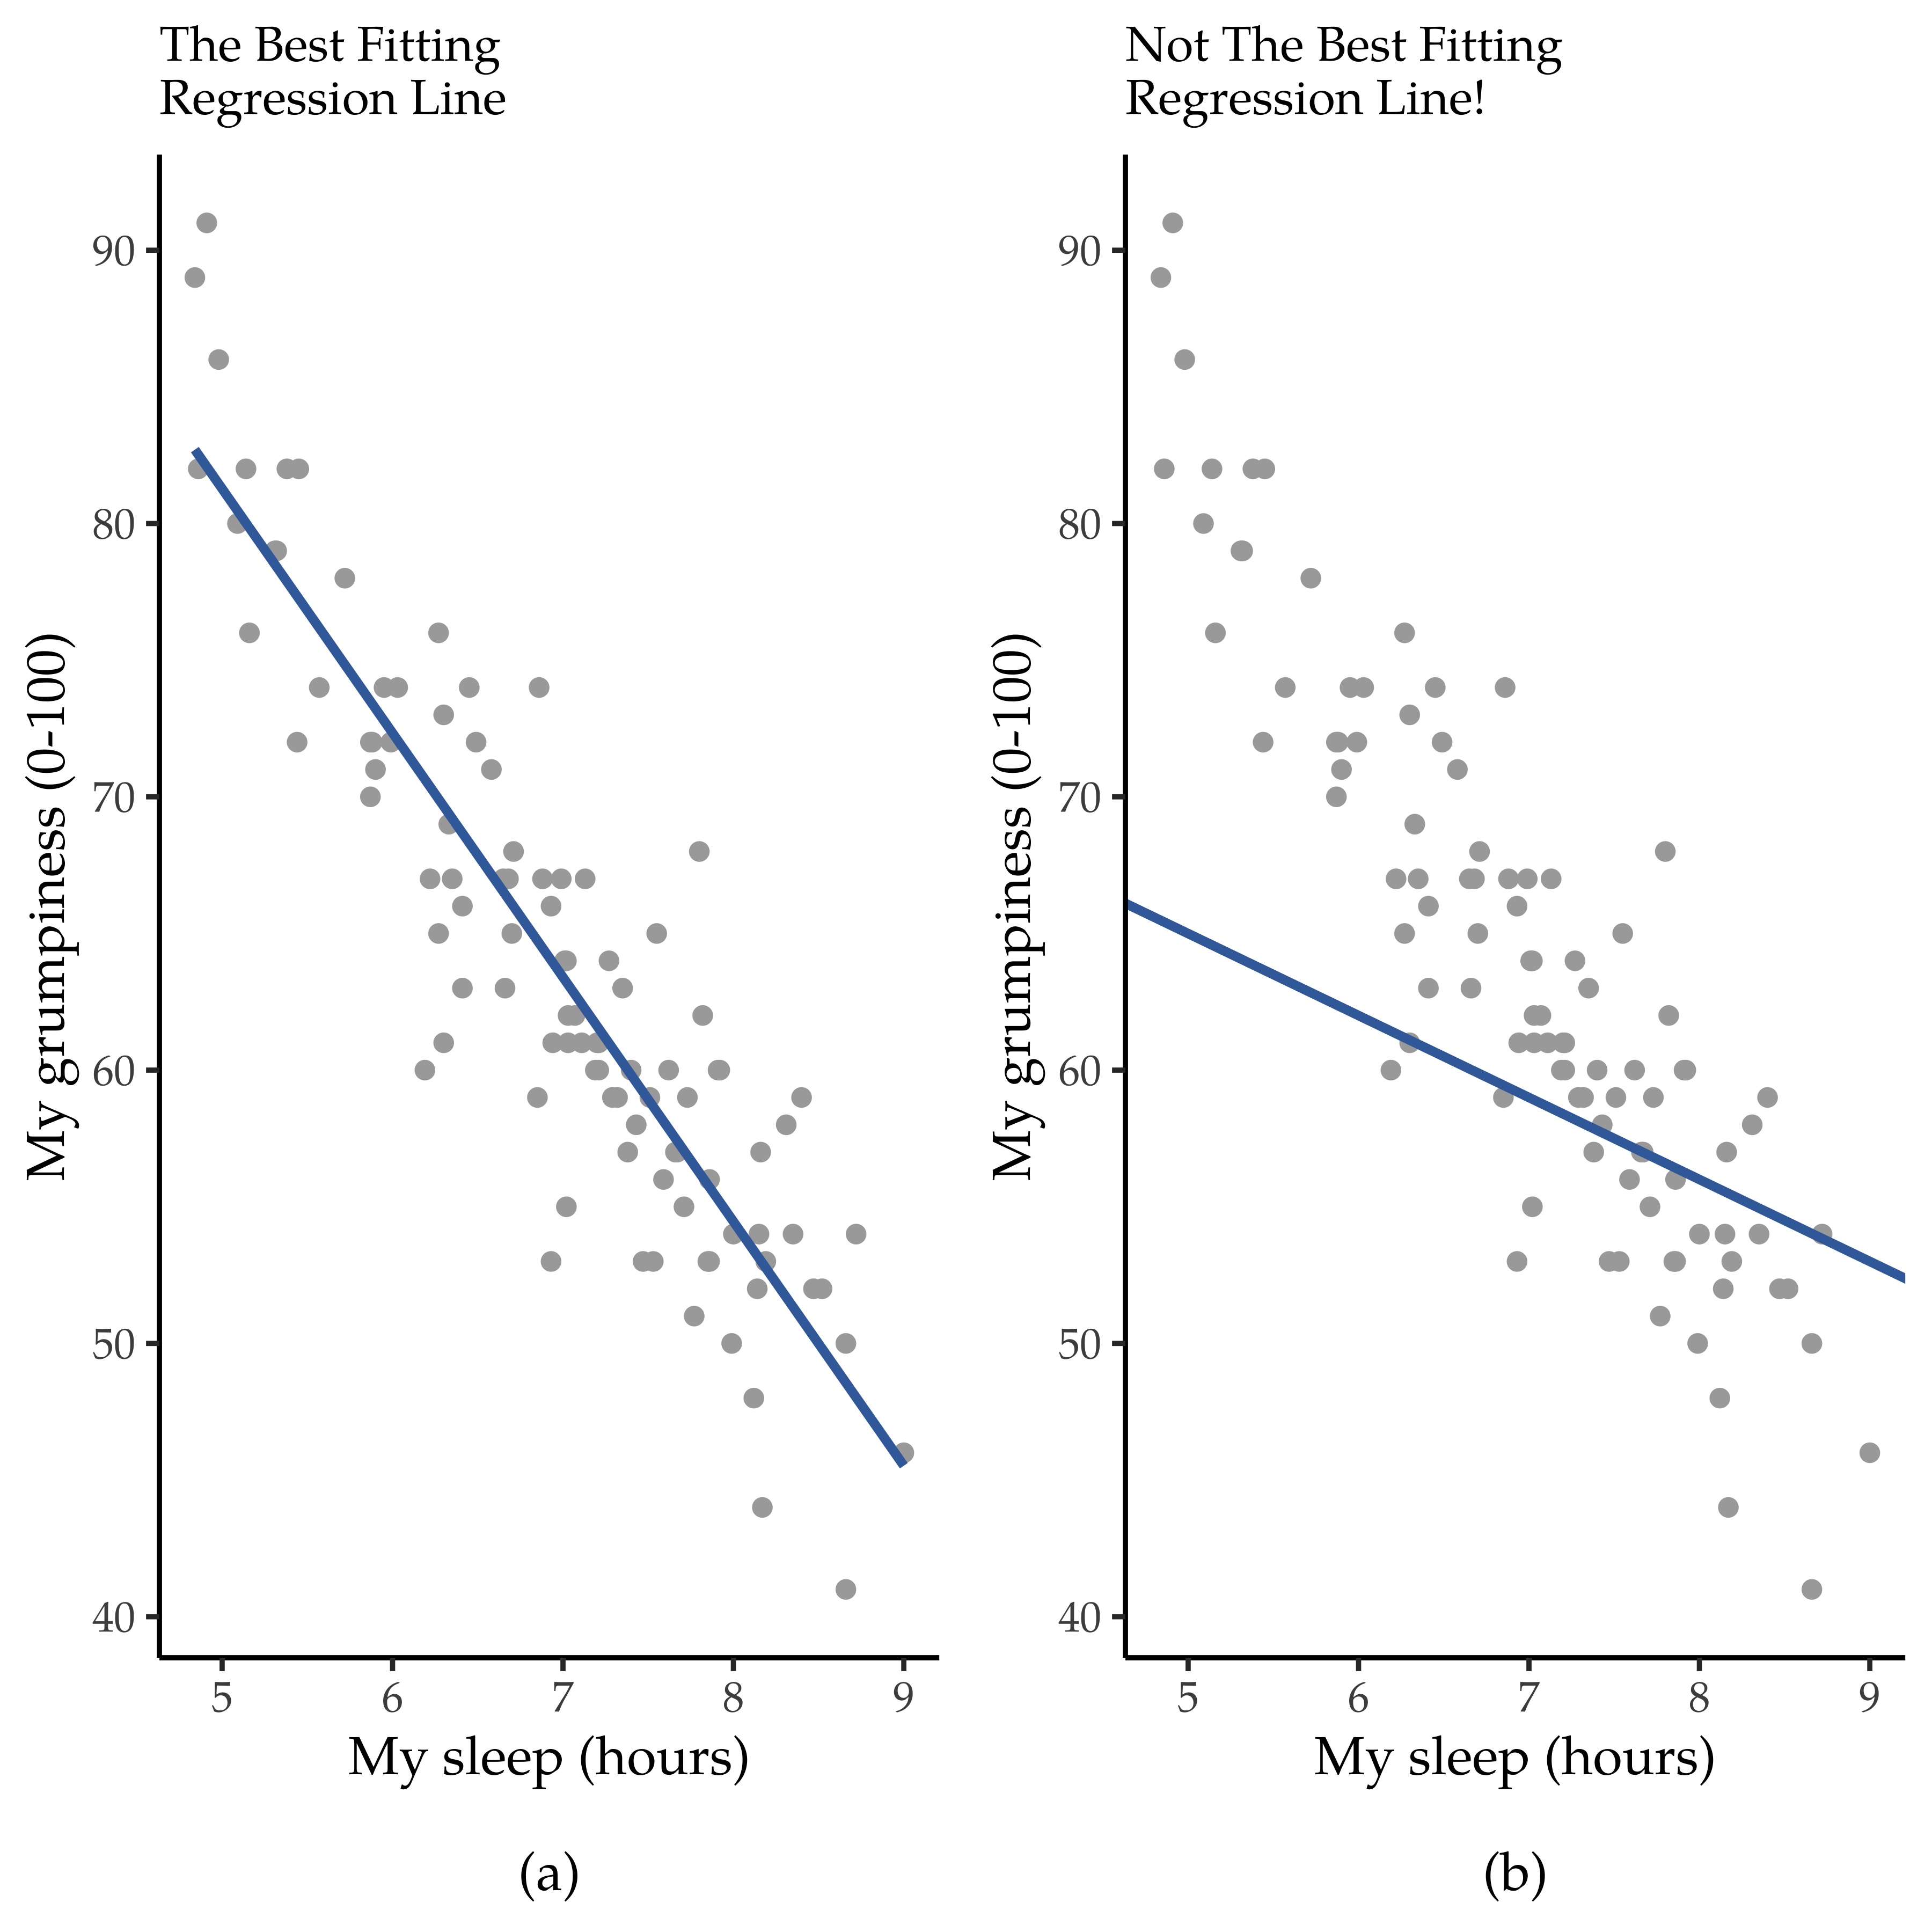 The Best Fitting
Regression Line
My grumpiness (0-100)
90
80
70
60
50
40
5 6 7 8 9
My sleep (hours)
(a)
Not The Best Fitting
Regression Line!
My grumpiness (0-100)
90
80
70
60
50
40
5 6 7 8 9
My sleep (hours)
(b)